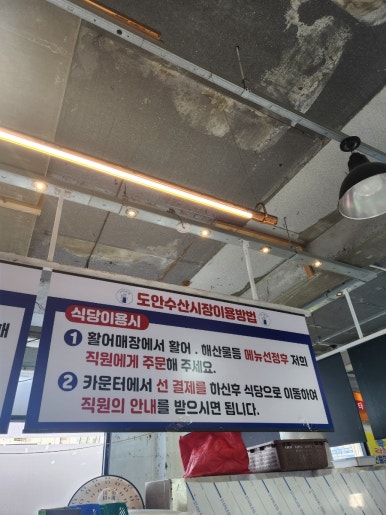 도안수산시장이용방법
식당이용시
1 활어매장에서 활어 . 해산물등 메뉴선정후 저희
직원에게 주문해 주세요.
2 카운터에서 선 결제를 하신후 식당으로 이동하여
직원의 안내를 받으시면 됩니다.